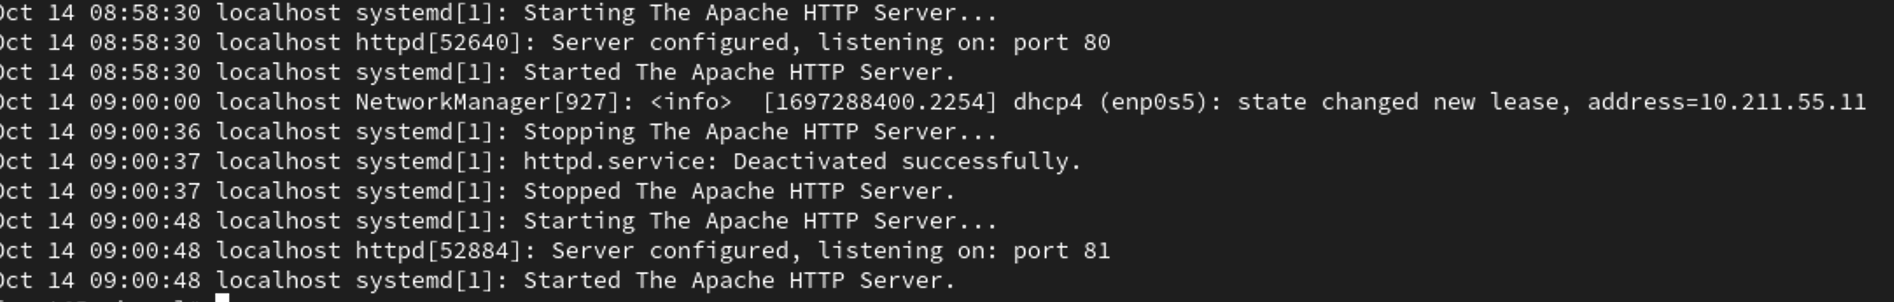 Oct 14 08:58:30 localhost systemd[1]: Starting The Apache HTTP Server...
Oct 14 08:58:30 localhost httpd[52640]: Server configured, listening on: port 80
Oct 14 08:58:30 localhost systemd[1]: Started The Apache HTTP Server.
Oct 14 09:00:00 localhost NetworkManager[927]: <info>  [1697288400.2254] dhcp4 (enp0s5): state changed new lease, address=10.211.55.11
Oct 14 09:00:36 localhost systemd[1]: Stopping The Apache HTTP Server...
Oct 14 09:00:37 localhost systemd[1]: httpd.service: Deactivated successfully.
Oct 14 09:00:37 localhost systemd[1]: Stopped The Apache HTTP Server.
Oct 14 09:00:48 localhost systemd[1]: Starting The Apache HTTP Server...
Oct 14 09:00:48 localhost httpd[52884]: Server configured, listening on: port 81
Oct 14 09:00:48 localhost systemd[1]: Started The Apache HTTP Server.